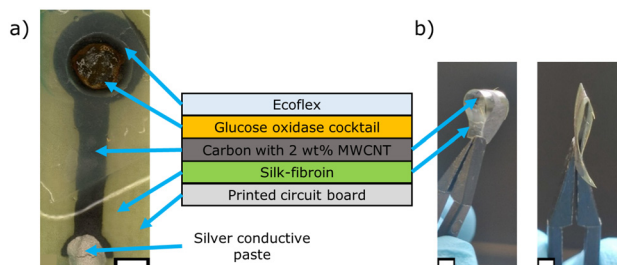 a)
b)
Ecoflex
Glucose oxidase cocktail
Carbon with 2 wt% MWCNT
Silk-fibroin
Printed circuit board
Silver conductive
paste